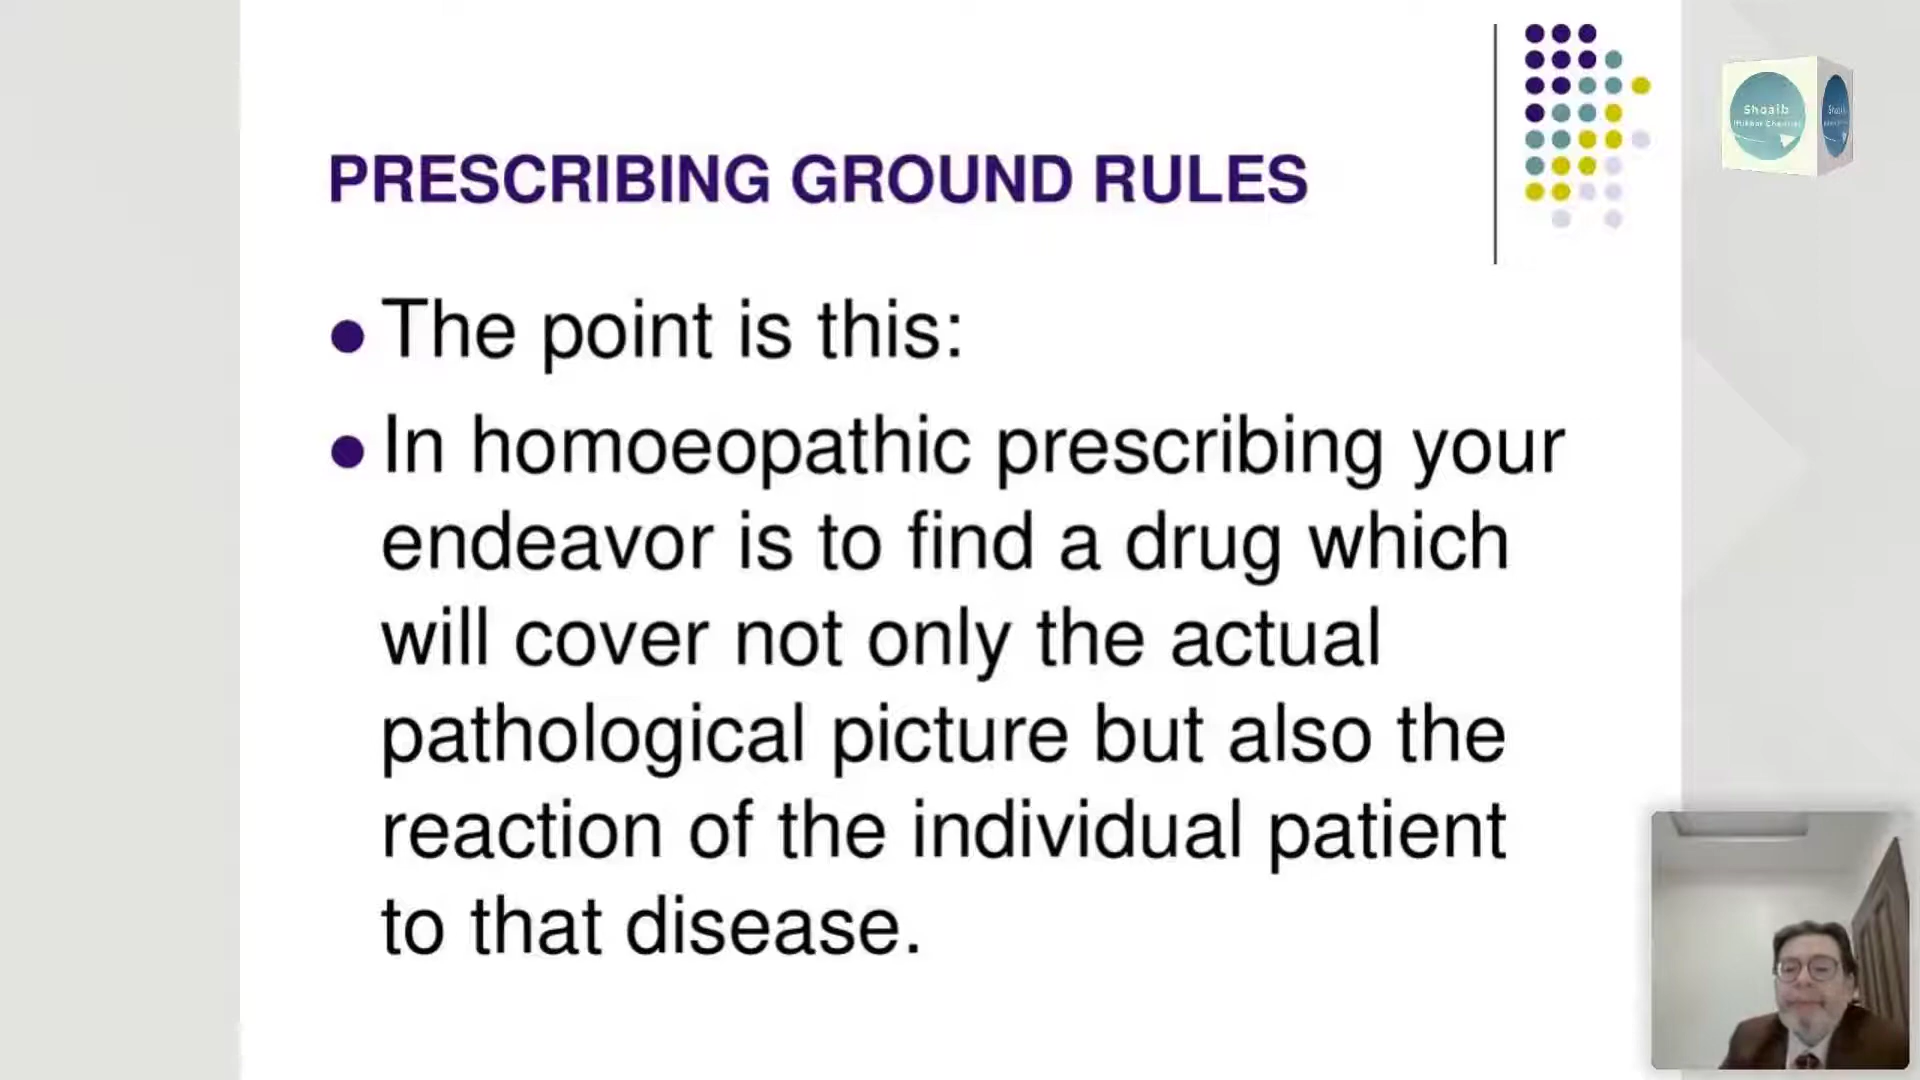 PRESCRIBING GROUND RULES
The point is this:
In homoeopathic prescribing your
endeavor is to find a drug which
will cover not only the actual
pathological picture but also the
reaction of the individual patient
to that disease.
Shoaib